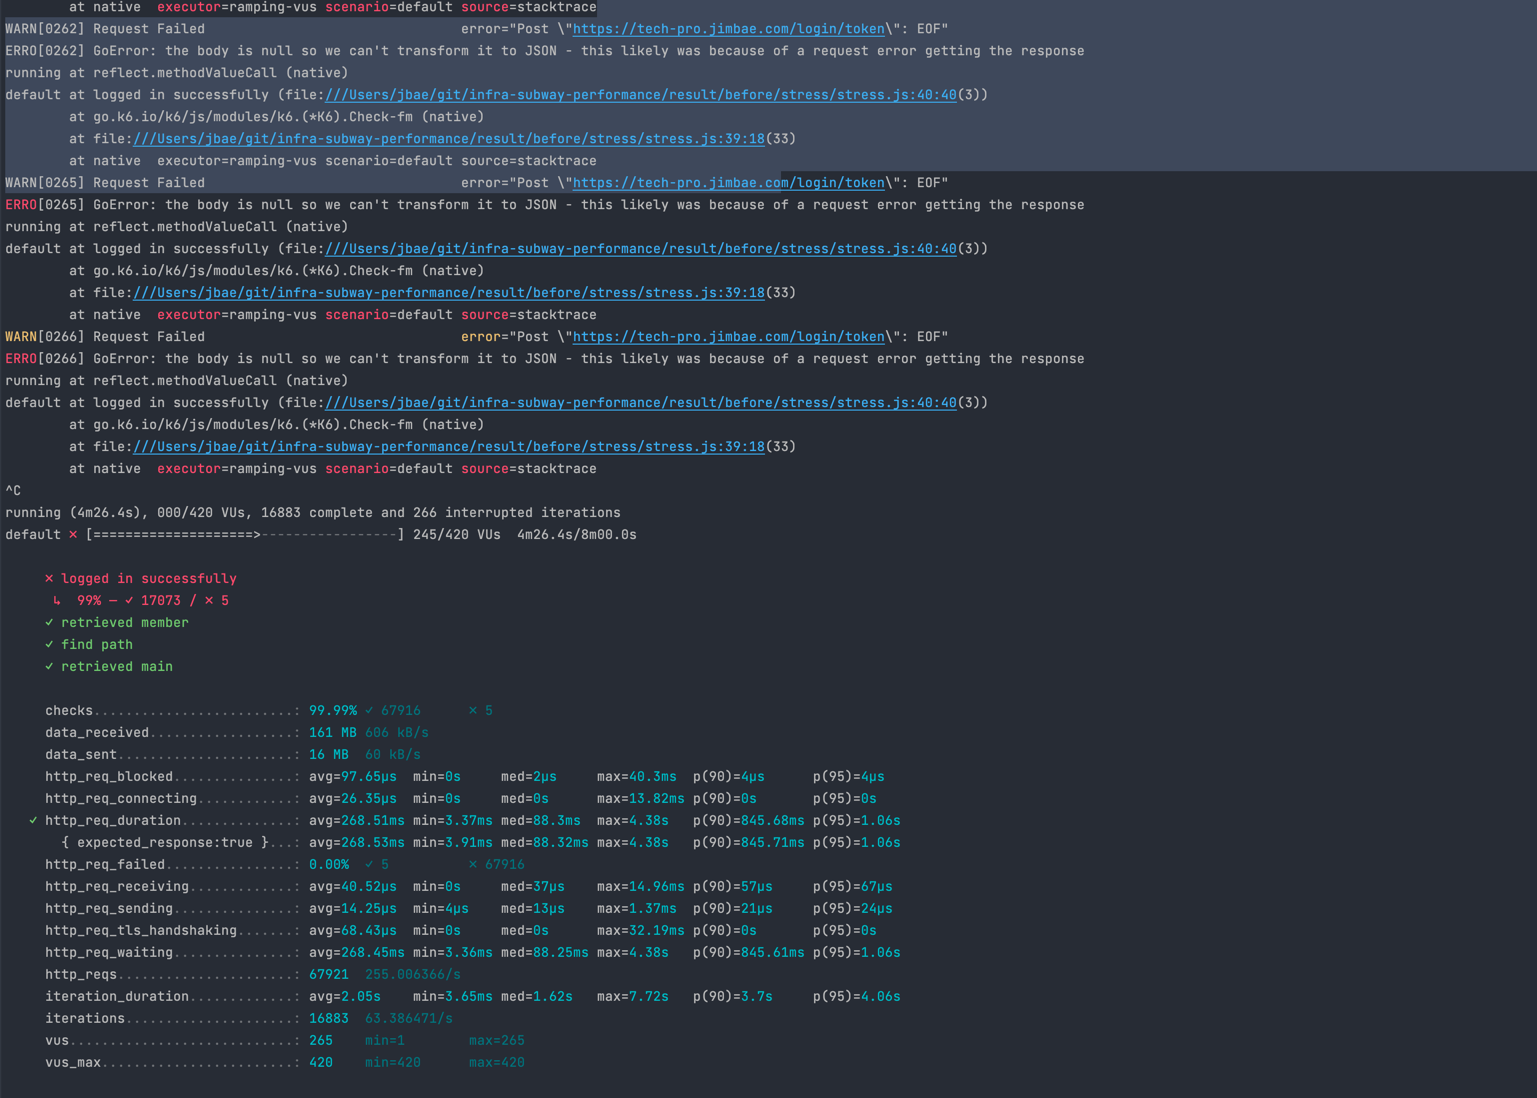 at native  executor=ramping-vus scenario=default source=stacktrace
WARN[0262] Request Failed                                error="Post \"https://tech-pro.jimbae.com/login/token\": EOF"
ERRO[0262] GoError: the body is null so we can't transform it to JSON - this likely was because of a request error getting the response
running at reflect.methodValueCall (native)
default at logged in successfully (file:///Users/jbae/git/infra-subway-performance/result/before/stress/stress.js:40:40(3))
at go.k6.io/k6/js/modules/k6.(*K6).Check-fm (native)
at file:///Users/jbae/git/infra-subway-performance/result/before/stress/stress.js:39:18(33)
at native  executor=ramping-vus scenario=default source=stacktrace
WARN[0265] Request Failed                                error="Post \"https://tech-pro.jimbae.com/login/token\": EOF"
ERRO[0265] GoError: the body is null so we can't transform it to JSON - this likely was because of a request error getting the response
running at reflect.methodValueCall (native)
default at logged in successfully (file:///Users/jbae/git/infra-subway-performance/result/before/stress/stress.js:40:40(3))
at go.k6.io/k6/js/modules/k6.(*K6).Check-fm (native)
at file:///Users/jbae/git/infra-subway-performance/result/before/stress/stress.js:39:18(33)
at native  executor=ramping-vus scenario=default source=stacktrace
WARN[0266] Request Failed                                error="Post \"https://tech-pro.jimbae.com/login/token\": EOF"
ERRO[0266] GoError: the body is null so we can't transform it to JSON - this likely was because of a request error getting the response
running at reflect.methodValueCall (native)
default at logged in successfully (file:///Users/jbae/git/infra-subway-performance/result/before/stress/stress.js:40:40(3))
at go.k6.io/k6/js/modules/k6.(*K6).Check-fm (native)
at file:///Users/jbae/git/infra-subway-performance/result/before/stress/stress.js:39:18(33)
at native  executor=ramping-vus scenario=default source=stacktrace
^C
running (4m26.4s), 000/420 VUs, 16883 complete and 266 interrupted iterations
default ✗ [====================>-----------------] 245/420 VUs  4m26.4s/8m00.0s
✗ logged in successfully
↳  99% — ✓ 17073 / ✗ 5
✓ retrieved member
✓ find path
✓ retrieved main
checks.........................: 99.99% ✓ 67916      ✗ 5
data_received..................: 161 MB 606 kB/s
data_sent......................: 16 MB  60 kB/s
http_req_blocked...............: avg=97.65µs  min=0s     med=2µs     max=40.3ms  p(90)=4µs      p(95)=4µs
http_req_connecting............: avg=26.35µs  min=0s     med=0s      max=13.82ms p(90)=0s       p(95)=0s
✓ http_req_duration..............: avg=268.51ms min=3.37ms med=88.3ms  max=4.38s   p(90)=845.68ms p(95)=1.06s
{ expected_response:true }...: avg=268.53ms min=3.91ms med=88.32ms max=4.38s   p(90)=845.71ms p(95)=1.06s
http_req_failed................: 0.00%  ✓ 5          ✗ 67916
http_req_receiving.............: avg=40.52µs  min=0s     med=37µs    max=14.96ms p(90)=57µs     p(95)=67µs
http_req_sending...............: avg=14.25µs  min=4µs    med=13µs    max=1.37ms  p(90)=21µs     p(95)=24µs
http_req_tls_handshaking.......: avg=68.43µs  min=0s     med=0s      max=32.19ms p(90)=0s       p(95)=0s
http_req_waiting...............: avg=268.45ms min=3.36ms med=88.25ms max=4.38s   p(90)=845.61ms p(95)=1.06s
http_reqs......................: 67921  255.006366/s
iteration_duration.............: avg=2.05s    min=3.65ms med=1.62s   max=7.72s   p(90)=3.7s     p(95)=4.06s
iterations.....................: 16883  63.386471/s
vus............................: 265    min=1        max=265
vus_max........................: 420    min=420      max=420